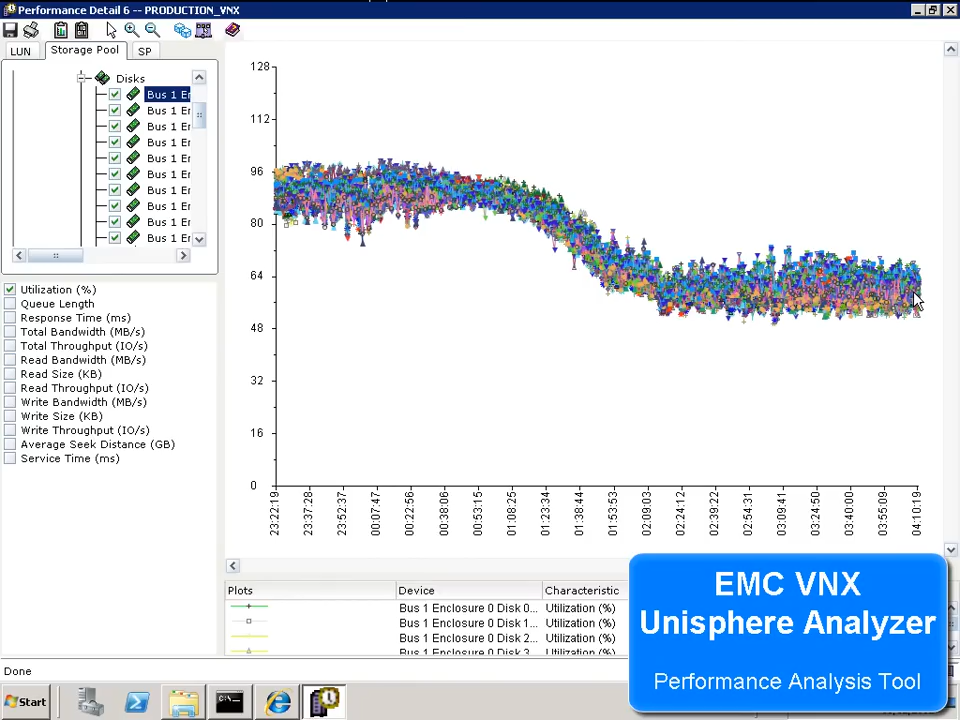 Performance Detail 6 -- PRODUCTION_VNX
LUN
Storage Pool
SP
Disks
Bus 1 Er
Bus 1 Er
Bus 1 Er
Bus 1 Er
Bus 1 Er
Bus 1 Er
Bus 1 Er
Bus 1 Er
Bus 1 Er
Bus 1 Er
Utilization (%)
Queue Length
Response Time (ms)
Total Bandwidth (MB/s)
Total Throughput (IO/s)
Read Bandwidth (MB/s)
Read Size (KB)
Read Throughput (IO/s)
Write Bandwidth (MB/s)
Write Size (KB)
Write Throughput (IO/s)
Average Seek Distance (GB)
Service Time (ms)
128
112
96
80
64
48
32
16
0
23:22:19
23:37:28
23:52:37
00:07:47
00:22:56
00:38:06
00:53:15
01:08:25
01:23:34
01:38:44
01:53:53
02:09:03
02:24:12
02:39:22
02:54:31
03:09:41
03:24:50
03:40:00
03:55:09
04:10:19
Plots Device Characteristic
Bus 1 Enclosure 0 Disk 0... Utilization (%)
Bus 1 Enclosure 0 Disk 1... Utilization (%)
Bus 1 Enclosure 0 Disk 2... Utilization (%)
Bus 1 Enclosure 0 Disk 3... Utilization (%)
EMC VNX
Unisphere Analyzer
Performance Analysis Tool
Done
Start